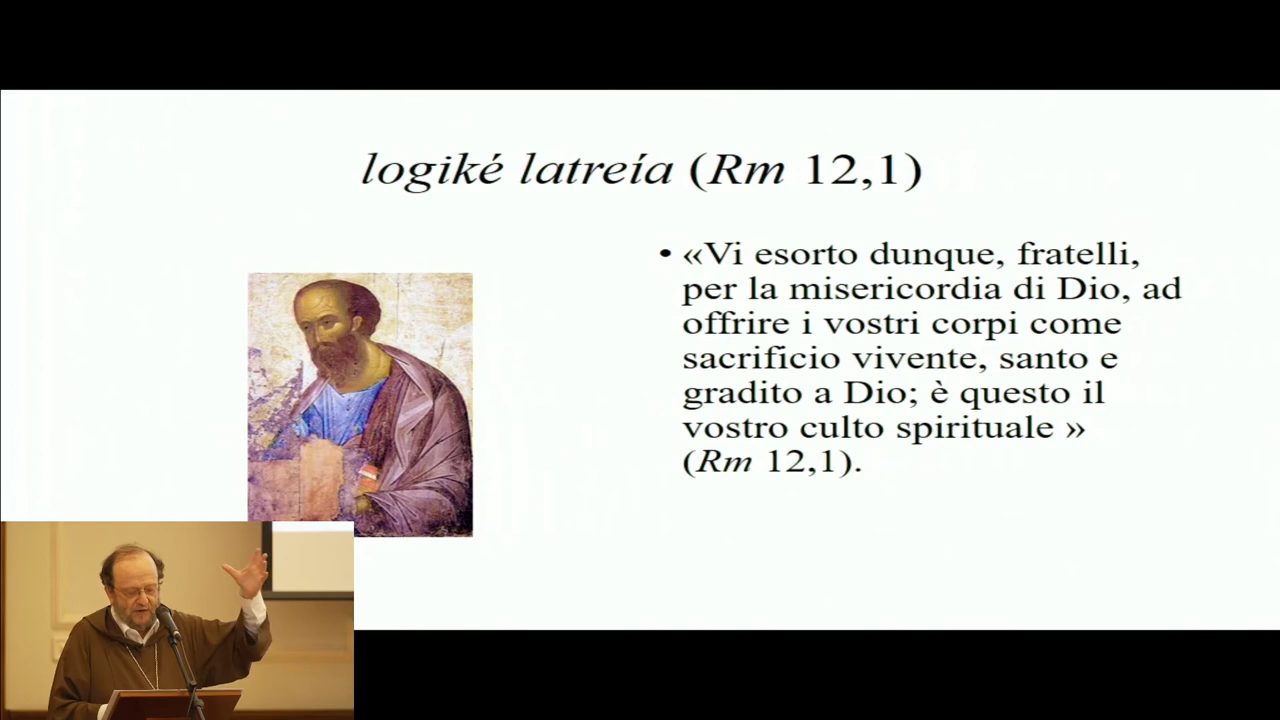 logiké latreía (Rm 12,1)
• «Vi esorto dunque, fratelli,
per la misericordia di Dio, ad
offrire i vostri corpi come
sacrificio vivente, santo e
gradito a Dio; è questo il
vostro culto spirituale »
(Rm 12,1).